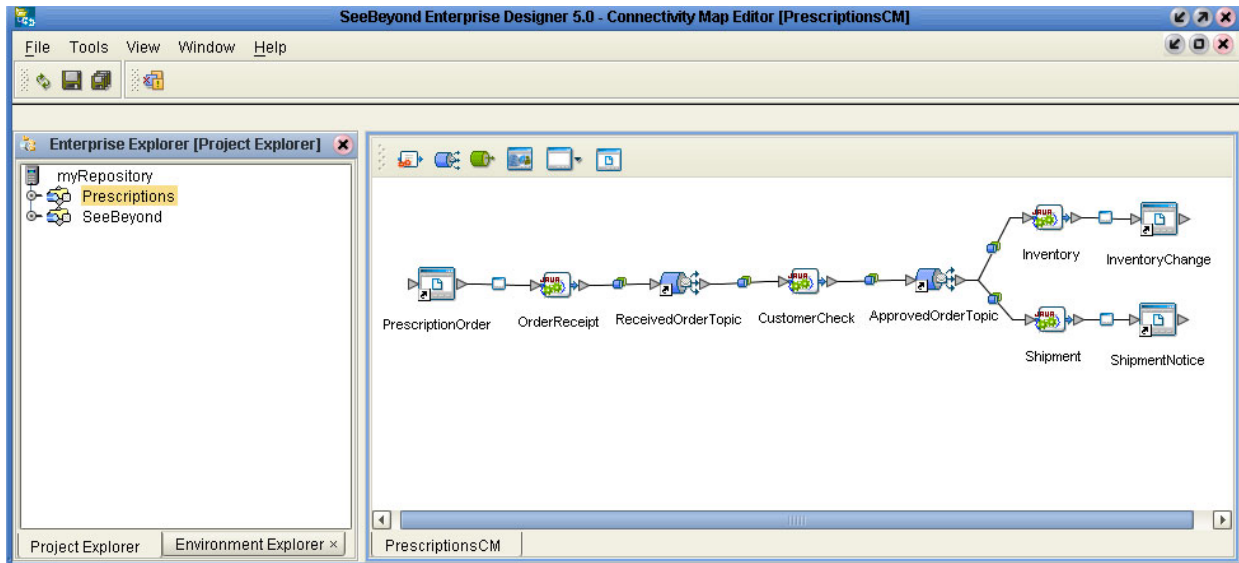 SeeBeyond Enterprise Designer 5.0 - Connectivity Map Editor [PrescriptionsCM]
File Tools View Window Help
Enterprise Explorer [Project Explorer]
myRepository
Prescriptions
SeeBeyond
Inventory
InventoryChange
PrescriptionOrder
OrderReceipt
ReceivedOrderTopic
CustomerCheck
ApprovedOrderTopic
Shipment
ShipmentNotice
Project Explorer
Environment Explorer ×
PrescriptionsCM